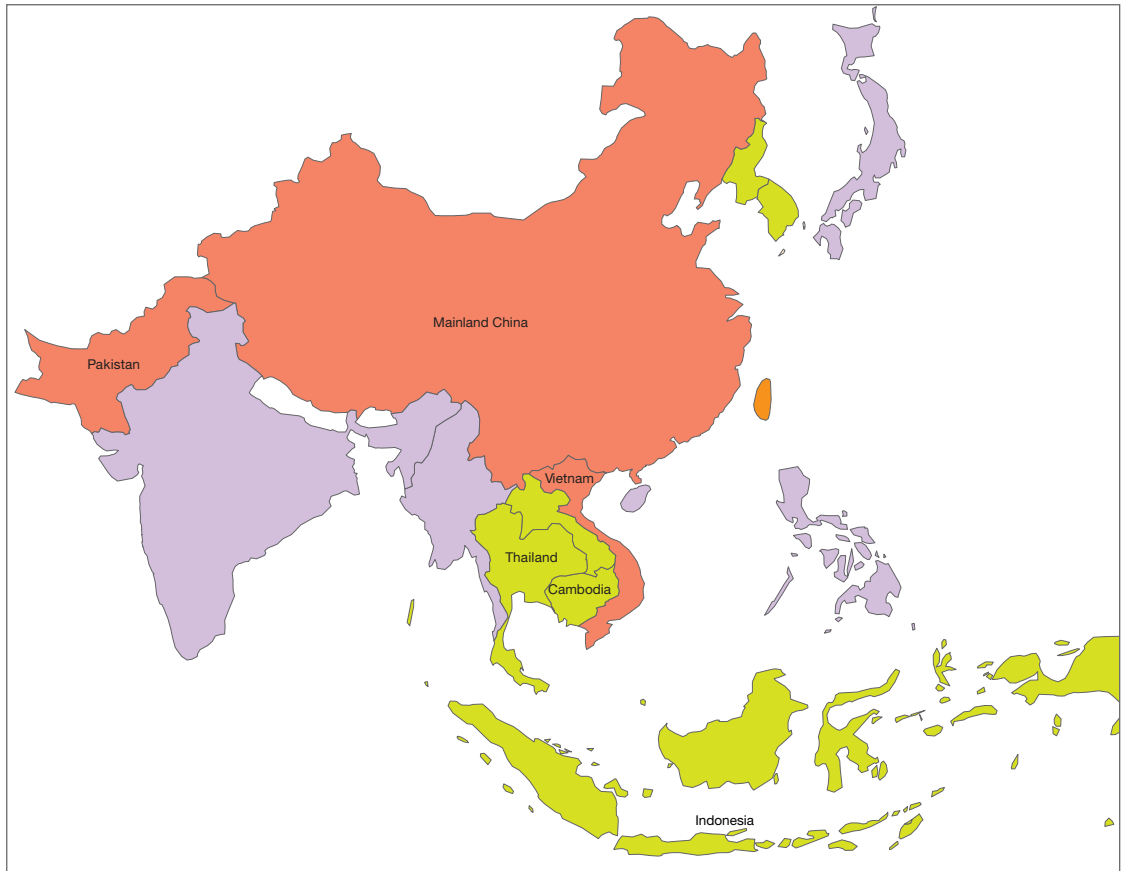 Mainland China
Pakistan
Vietnam
Thailand
Cambodia
Indonesia